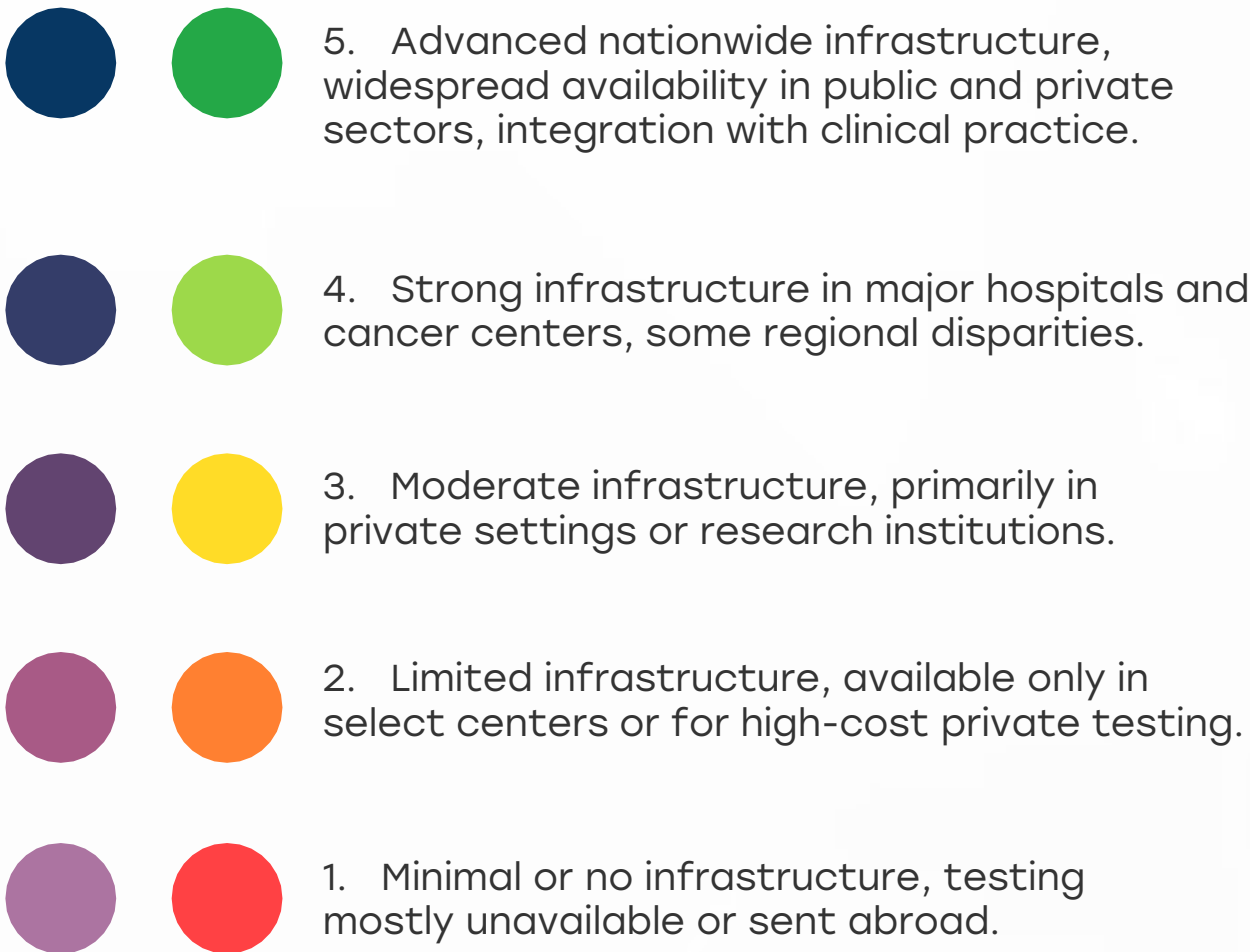 5. Advanced nationwide infrastructure,
widespread availability in public and private
sectors, integration with clinical practice.
4. Strong infrastructure in major hospitals and
cancer centers, some regional disparities.
3. Moderate infrastructure, primarily in
private settings or research institutions.
2. Limited infrastructure, available only in
select centers or for high-cost private testing.
1. Minimal or no infrastructure, testing
mostly unavailable or sent abroad.